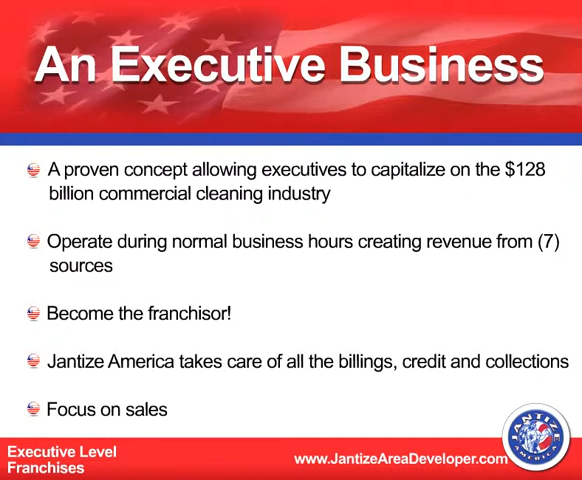 An Executive Business
A proven concept allowing executives to capitalize on the $128
billion commercial cleaning industry
Operate during normal business hours creating revenue from (7)
sources
Become the franchisor!
Jantize America takes care of all the billings, credit and collections
Focus on sales
Executive Level
Franchises
www.JantizeAreaDeveloper.com
JANTIZE
AMERICA